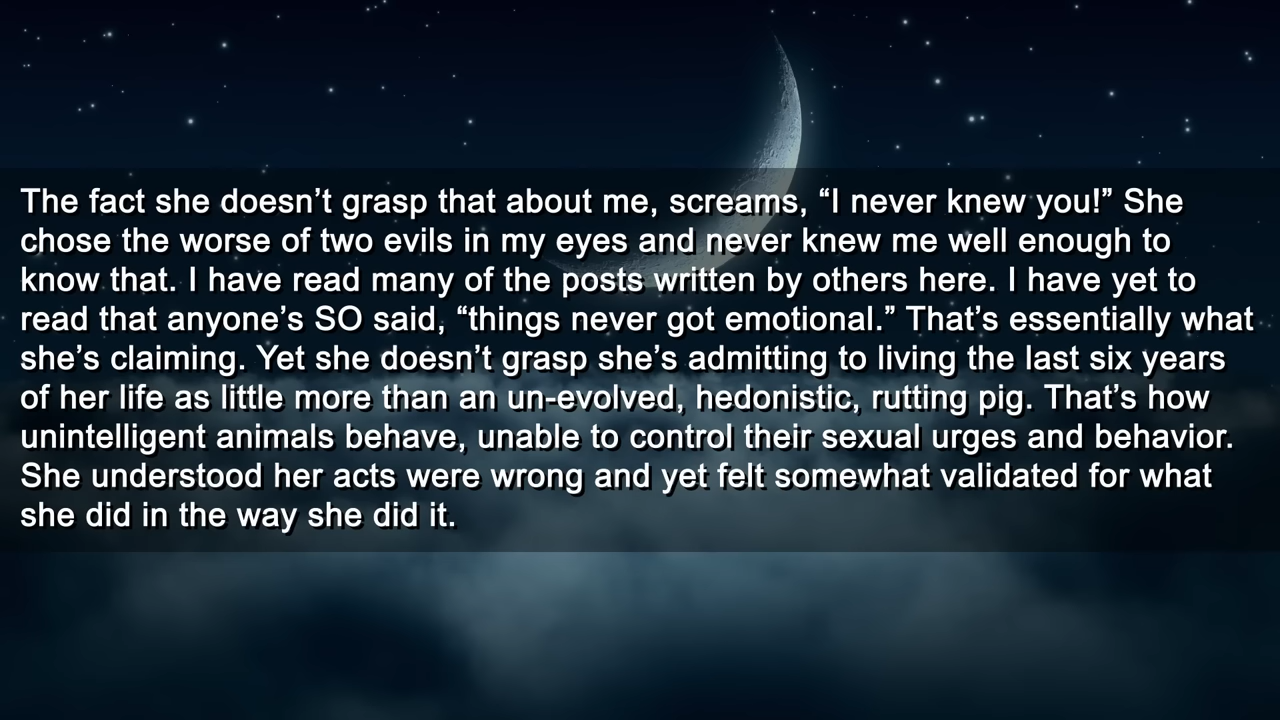 The fact she doesn’t grasp that about me, screams, “I never knew you!” She
chose the worse of two evils in my eyes and never knew me well enough to
know that. I have read many of the posts written by others here. I have yet to
read that anyone’s SO said, “things never got emotional.” That’s essentially what
she’s claiming. Yet she doesn’t grasp she’s admitting to living the last six years
of her life as little more than an un-evolved, hedonistic, rutting pig. That’s how
unintelligent animals behave, unable to control their sexual urges and behavior.
She understood her acts were wrong and yet felt somewhat validated for what
she did in the way she did it.